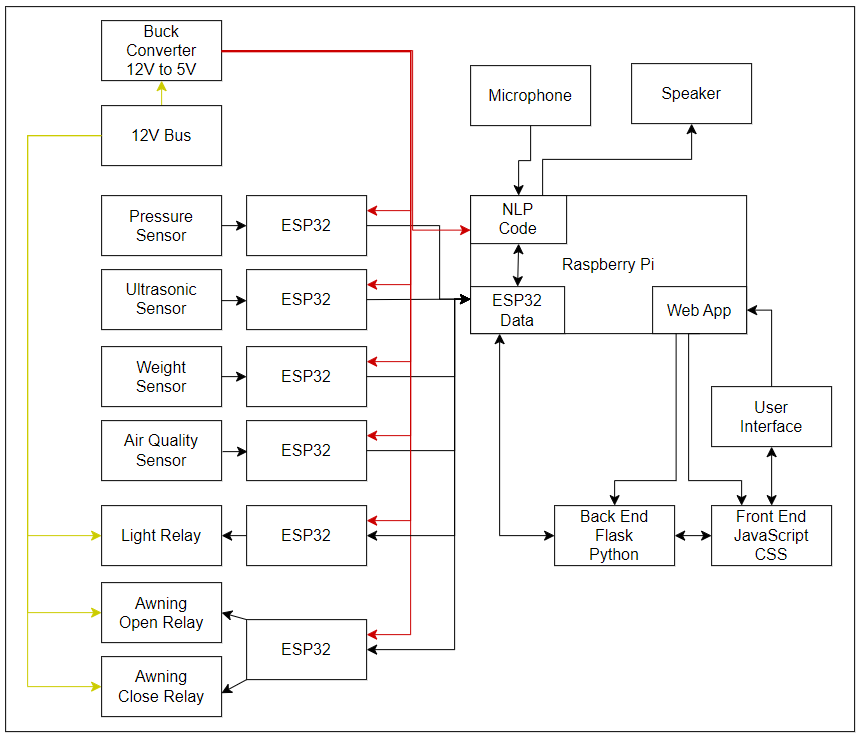 Buck
Converter
12V to 5V
12V Bus
Microphone
Speaker
Pressure
Sensor
ESP32
NLP
Code
Raspberry Pi
Ultrasonic
Sensor
ESP32
ESP32
Data
Web App
Weight
Sensor
ESP32
User
Interface
Air Quality
Sensor
ESP32
Light Relay
ESP32
Back End
Flask
Python
Front End
JavaScript
CSS
Awning
Open Relay
ESP32
Awning
Close Relay